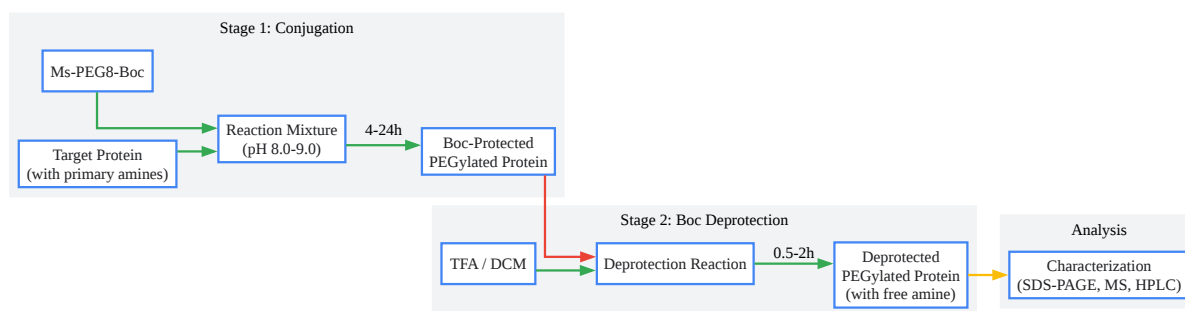 Stage 1: Conjugation
Ms-PEG8-Boc
Target Protein
(with primary amines)
Reaction Mixture
(pH 8.0-9.0)
4-24h
Boc-Protected
PEGylated Protein
Stage 2: Boc Deprotection
TFA / DCM
Deprotection Reaction
0.5-2h
Deprotected
PEGylated Protein
(with free amine)
Analysis
Characterization
(SDS-PAGE, MS, HPLC)